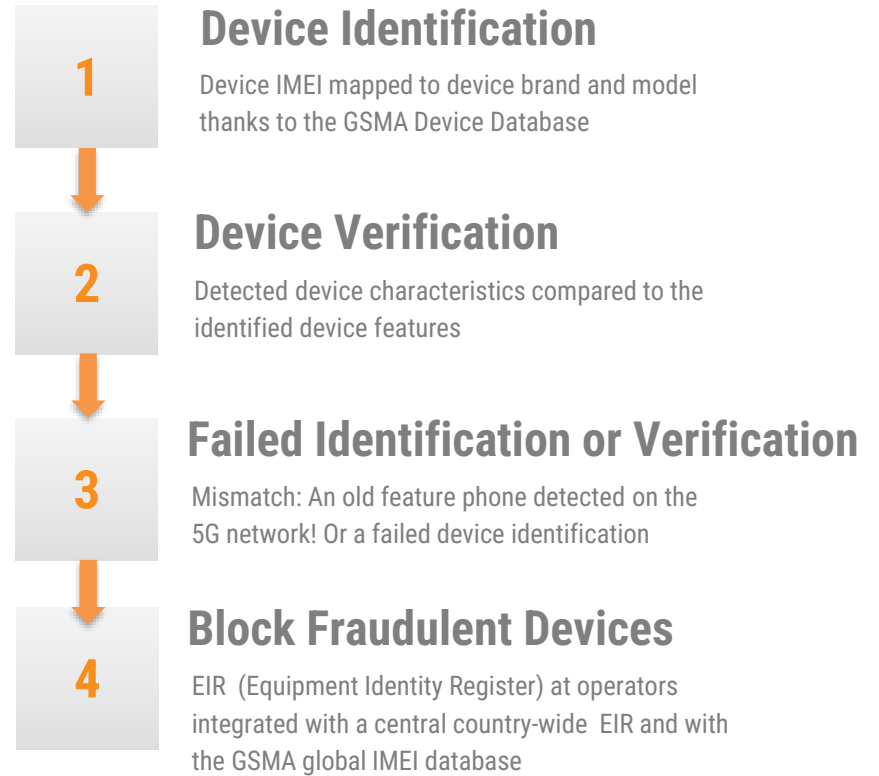 1
Device Identification
Device IMEI mapped to device brand and model
thanks to the GSMA Device Database
2
Device Verification
Detected device characteristics compared to the
identified device features
3
Failed Identification or Verification
Mismatch: An old feature phone detected on the
5G network! Or a failed device identification
4
Block Fraudulent Devices
EIR (Equipment Identity Register) at operators
integrated with a central country-wide EIR and with
the GSMA global IMEI database